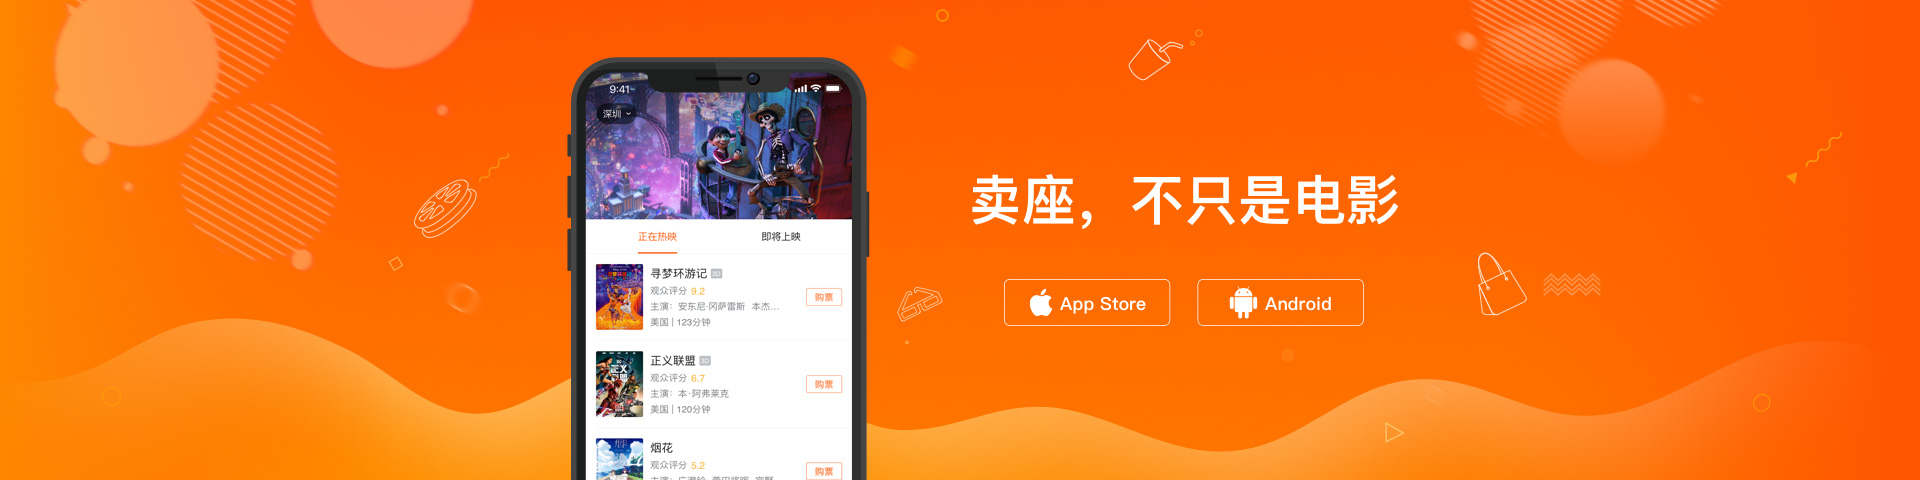 9:41
深圳
正在热映 即将上映
寻梦环游记 3D
观众评分 9.2
主演：安东尼·冈萨雷斯 本杰...
美国 | 123分钟
购票
正义联盟 3D
观众评分 6.7
主演：本·阿弗莱克
美国 | 120分钟
购票
烟花
观众评分 5.2
购票
卖座，不只是电影
App Store
Android